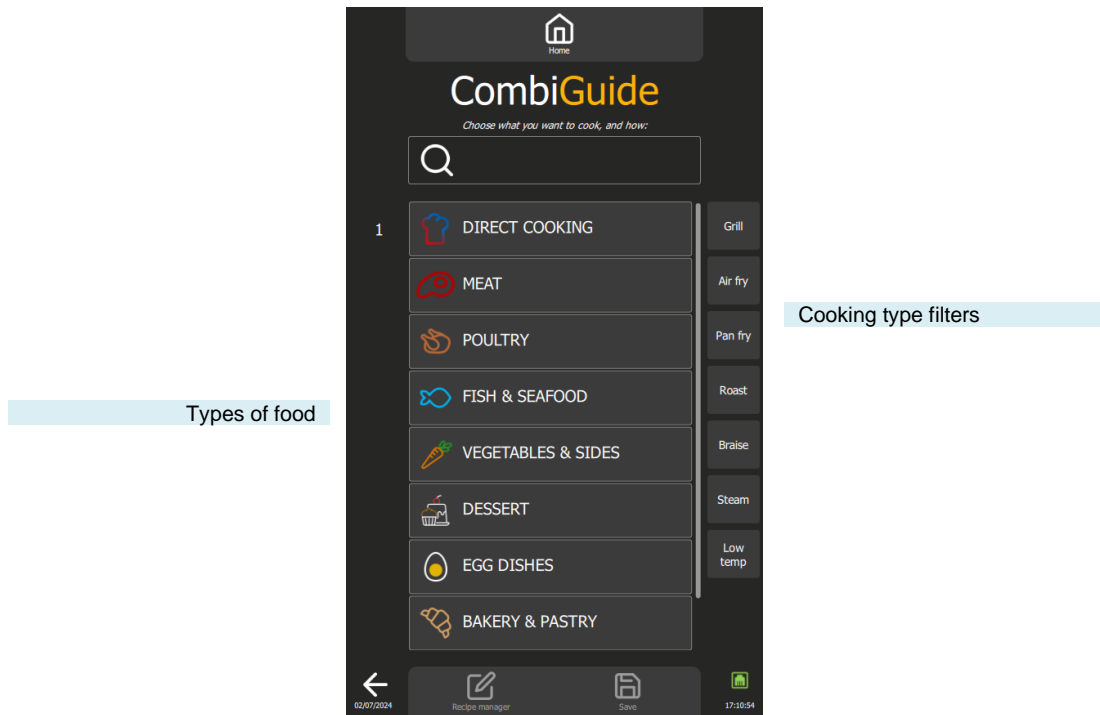 Home
CombiGuide
Choose what you want to cook, and how:
1
DIRECT COOKING
Grill
MEAT
Air fry
Cooking type filters
POULTRY
Pan fry
FISH & SEAFOOD
Roast
Types of food
VEGETABLES & SIDES
Braise
DESSERT
Steam
EGG DISHES
Low
temp
BAKERY & PASTRY
02/07/2024
Recipe manager
Save
17:10:54